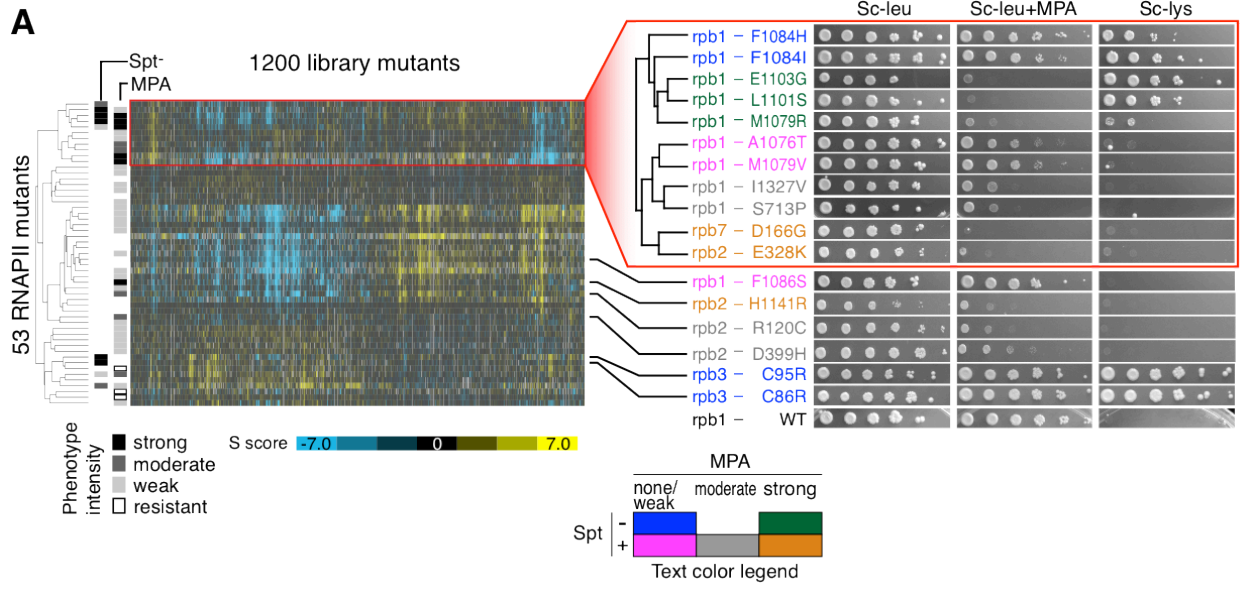 A
Spt-
MPA
1200 library mutants
53 RNAPII mutants
Phenotype intensity
strong
moderate
weak
resistant
S score
-7.0
0
7.0
Sc-leu
Sc-leu+MPA
Sc-lys
rpb1 – F1084H
rpb1 – F1084I
rpb1 – E1103G
rpb1 – L1101S
rpb1 – M1079R
rpb1 – A1076T
rpb1 – M1079V
rpb1 – I1327V
rpb1 – S713P
rpb7 – D166G
rpb2 – E328K
rpb1 – F1086S
rpb2 – H1141R
rpb2 – R120C
rpb2 – D399H
rpb3 – C95R
rpb3 – C86R
rpb1 – WT
MPA
none/
weak
moderate
strong
Spt
-
+
Text color legend